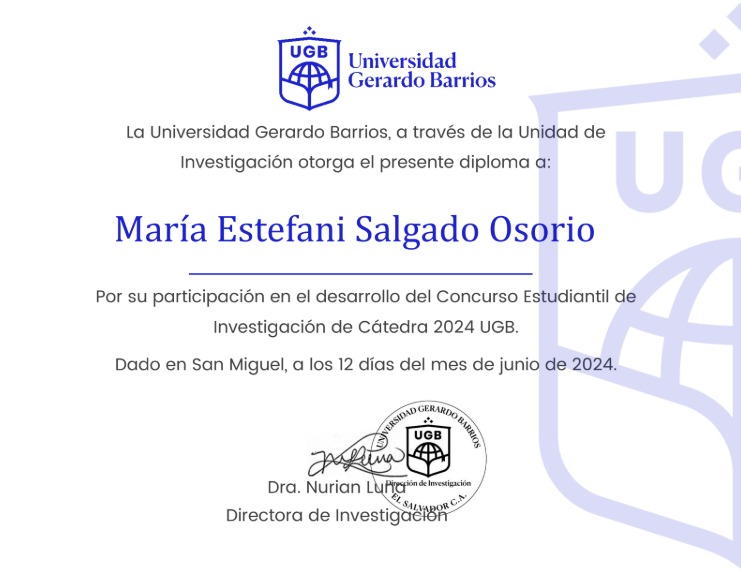 UGB
Universidad
Gerardo Barrios
La Universidad Gerardo Barrios, a través de la Unidad de
Investigación otorga el presente diploma a:
María Estefani Salgado Osorio
Por su participación en el desarrollo del Concurso Estudiantil de
Investigación de Cátedra 2024 UGB.
Dado en San Miguel, a los 12 días del mes de junio de 2024.
UNIVERSIDAD GERARDO BARRIOS
UGB
Dirección de Investigación
EL SALVADOR C.A.
Dra. Nurian Luna
Directora de Investigación
UG